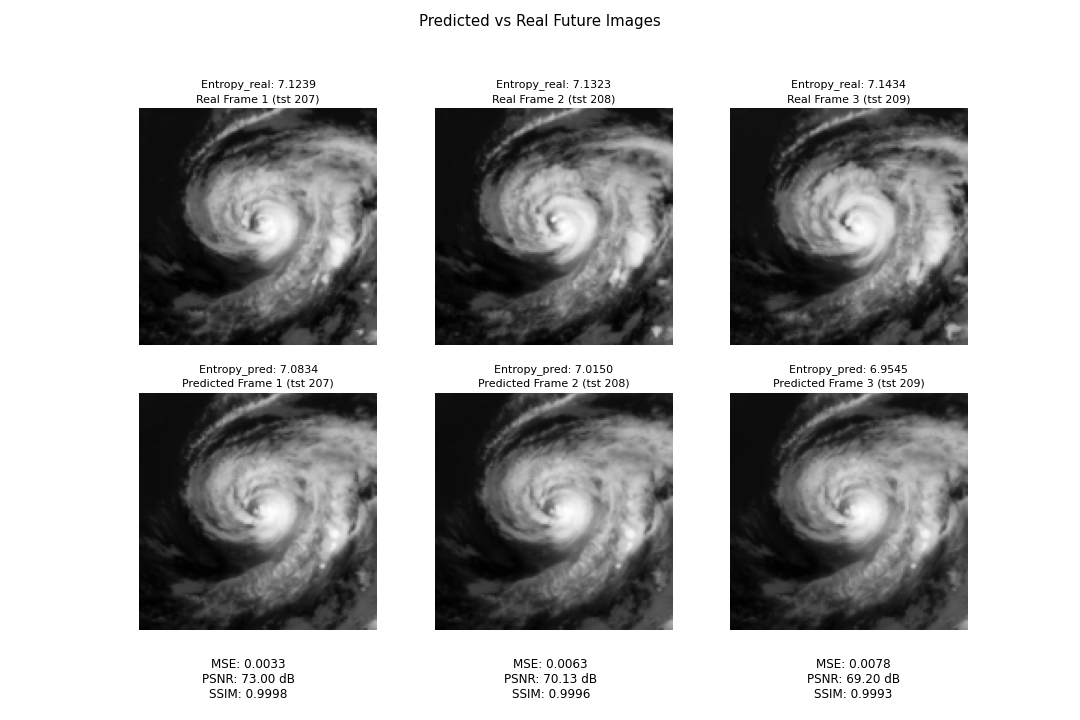 Predicted vs Real Future Images
Entropy_real: 7.1239
Real Frame 1 (tst 207)
Entropy_real: 7.1323
Real Frame 2 (tst 208)
Entropy_real: 7.1434
Real Frame 3 (tst 209)
Entropy_pred: 7.0834
Predicted Frame 1 (tst 207)
Entropy_pred: 7.0150
Predicted Frame 2 (tst 208)
Entropy_pred: 6.9545
Predicted Frame 3 (tst 209)
MSE: 0.0033
PSNR: 73.00 dB
SSIM: 0.9998
MSE: 0.0063
PSNR: 70.13 dB
SSIM: 0.9996
MSE: 0.0078
PSNR: 69.20 dB
SSIM: 0.9993